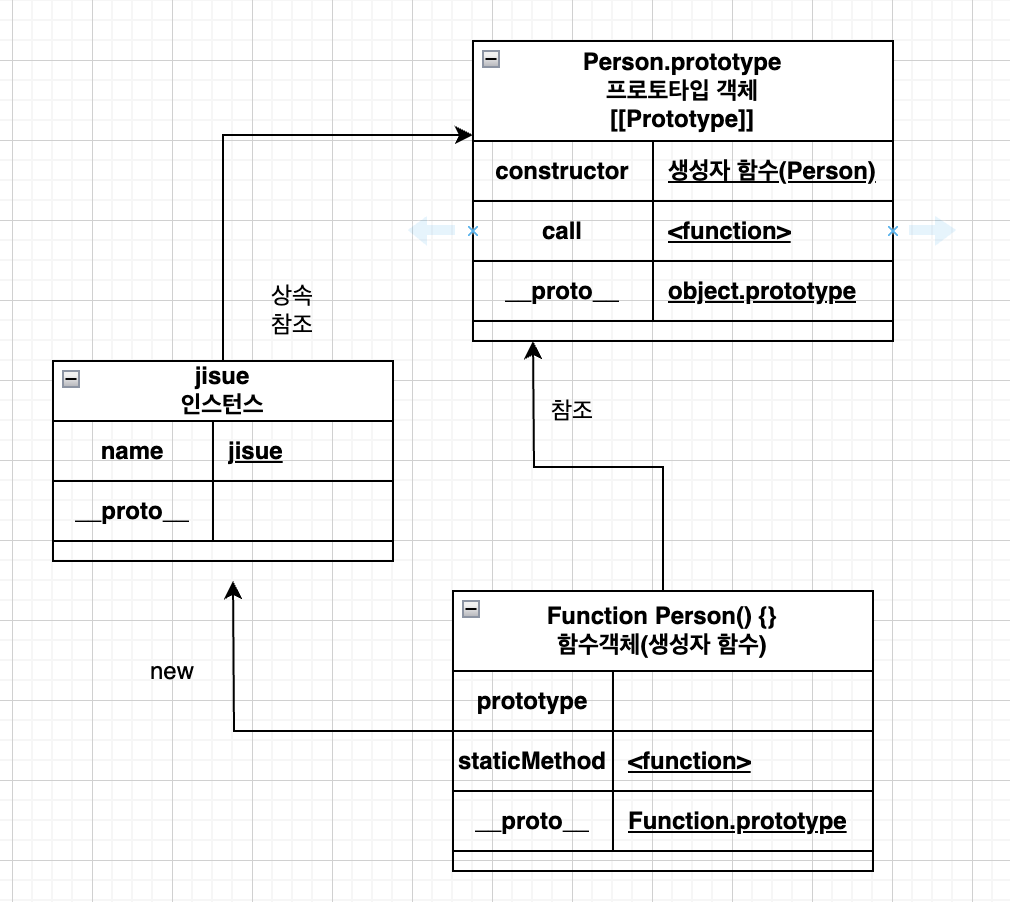 Person.prototype
프로토타입 객체
[[Prototype]]
constructor 생성자 함수(Person)
call <function>
__proto__ object.prototype
상속
참조
jisue
인스턴스
name jisue
__proto__
참조
new
Function Person() {}
함수객체(생성자 함수)
prototype
staticMethod <function>
__proto__ Function.prototype